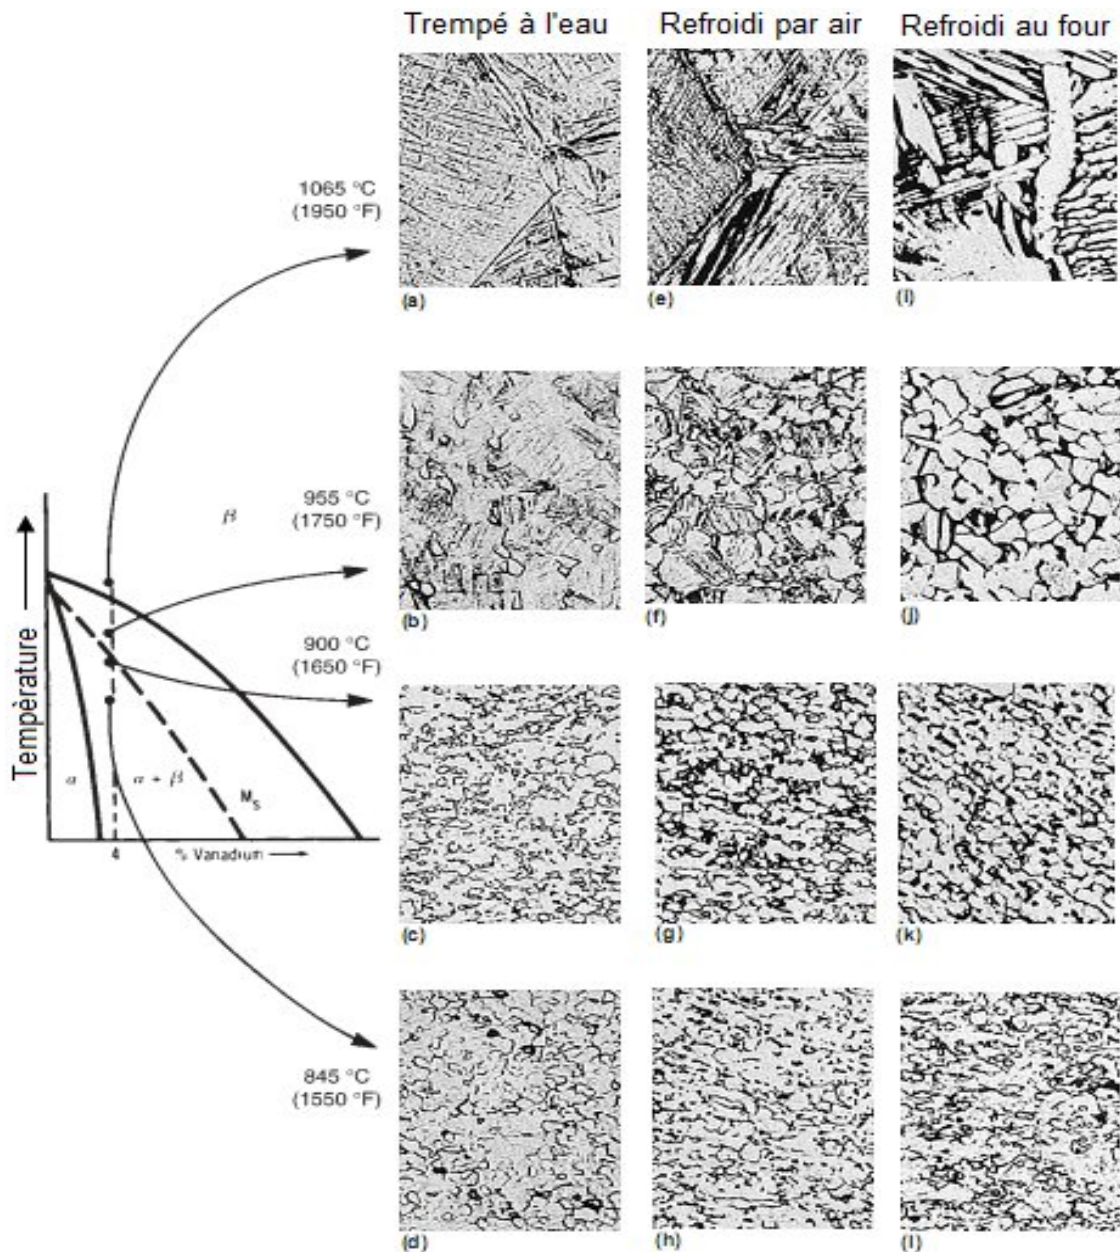 Trempé à l'eau
Refroidi par air
Refroidi au four
1065 °C
(1950 °F)
(a)
(e)
(i)
955 °C
(1750 °F)
β
(b)
(f)
(j)
900 °C
(1650 °F)
Tempèrature
α
α + β
Ms
4
% Vanadium
(c)
(g)
(k)
845 °C
(1550 °F)
(d)
(h)
(l)